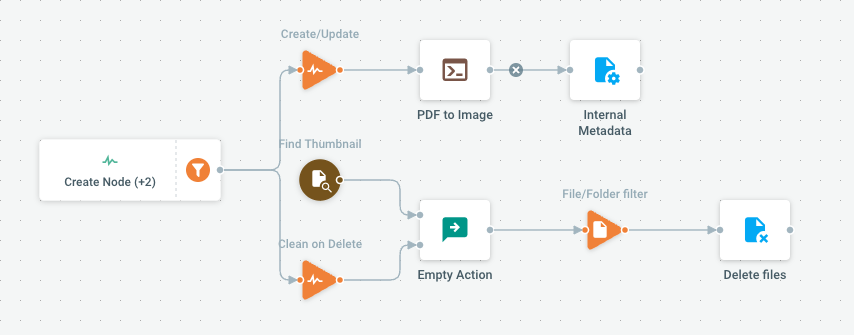 Create/Update
PDF to Image
Internal
Metadata
Find Thumbnail
Create Node (+2)
File/Folder filter
Clean on Delete
Empty Action
Delete files